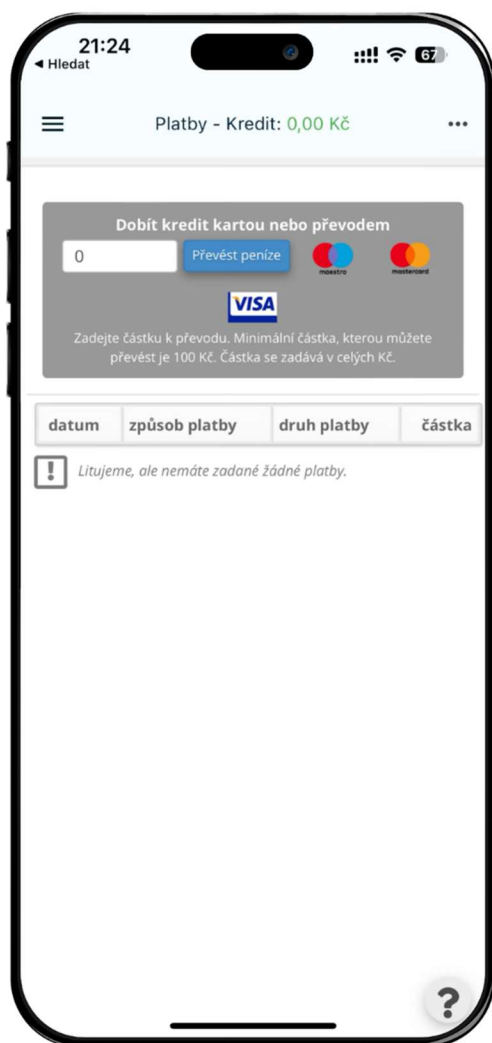 21:24
◄ Hledat
67
Platby - Kredit: 0,00 Kč
Dobít kredit kartou nebo převodem
0
Převést peníze
maestro
mastercard
VISA
Zadejte částku k převodu. Minimální částka, kterou můžete
převést je 100 Kč. Částka se zadává v celých Kč.
datum způsob platby druh platby částka
! Litujeme, ale nemáte zadané žádné platby.
?